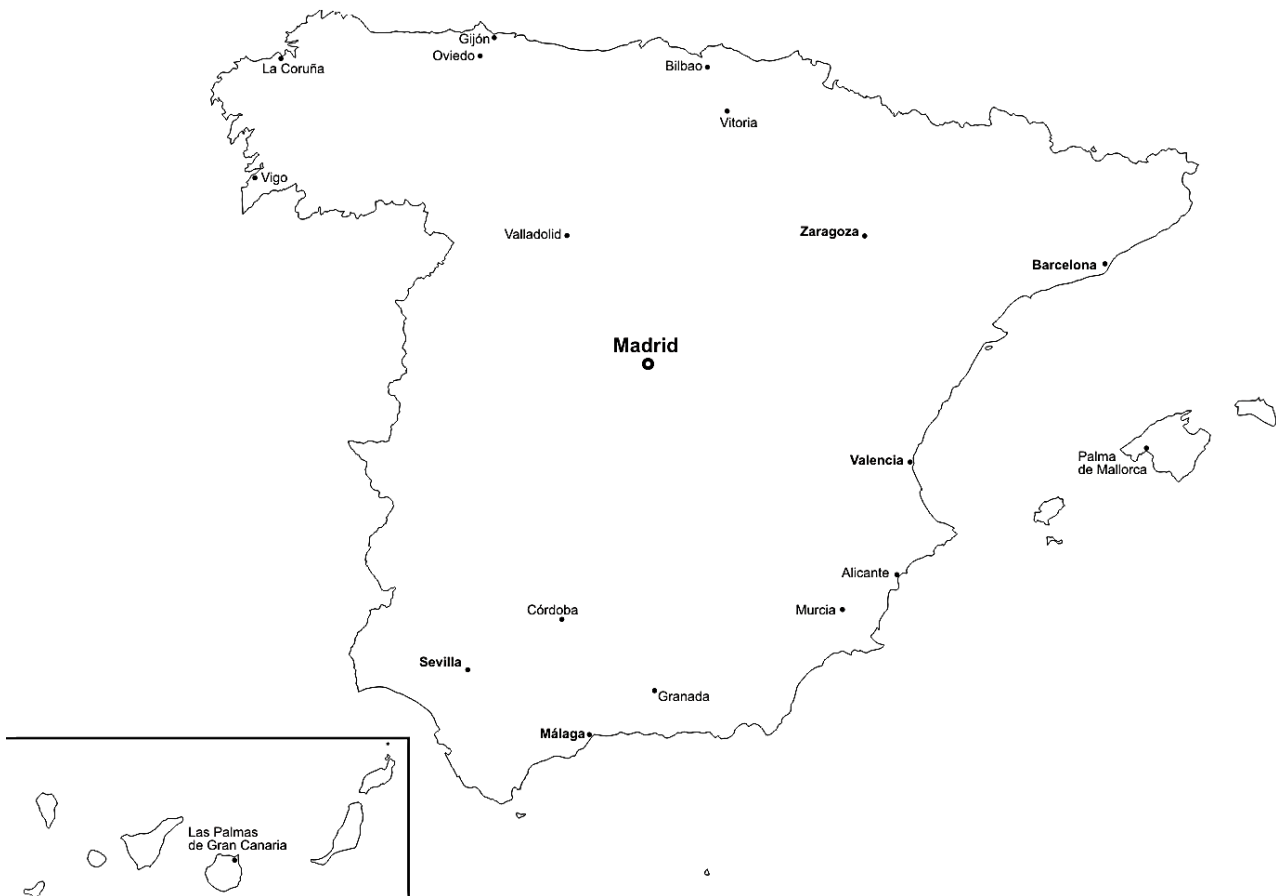 Gijón
Oviedo
La Coruña
Bilbao
Vitoria
Vigo
Valladolid
Zaragoza
Barcelona
Madrid
Valencia
Palma
de Mallorca
Alicante
Córdoba
Murcia
Sevilla
Granada
Málaga
Las Palmas
de Gran Canaria